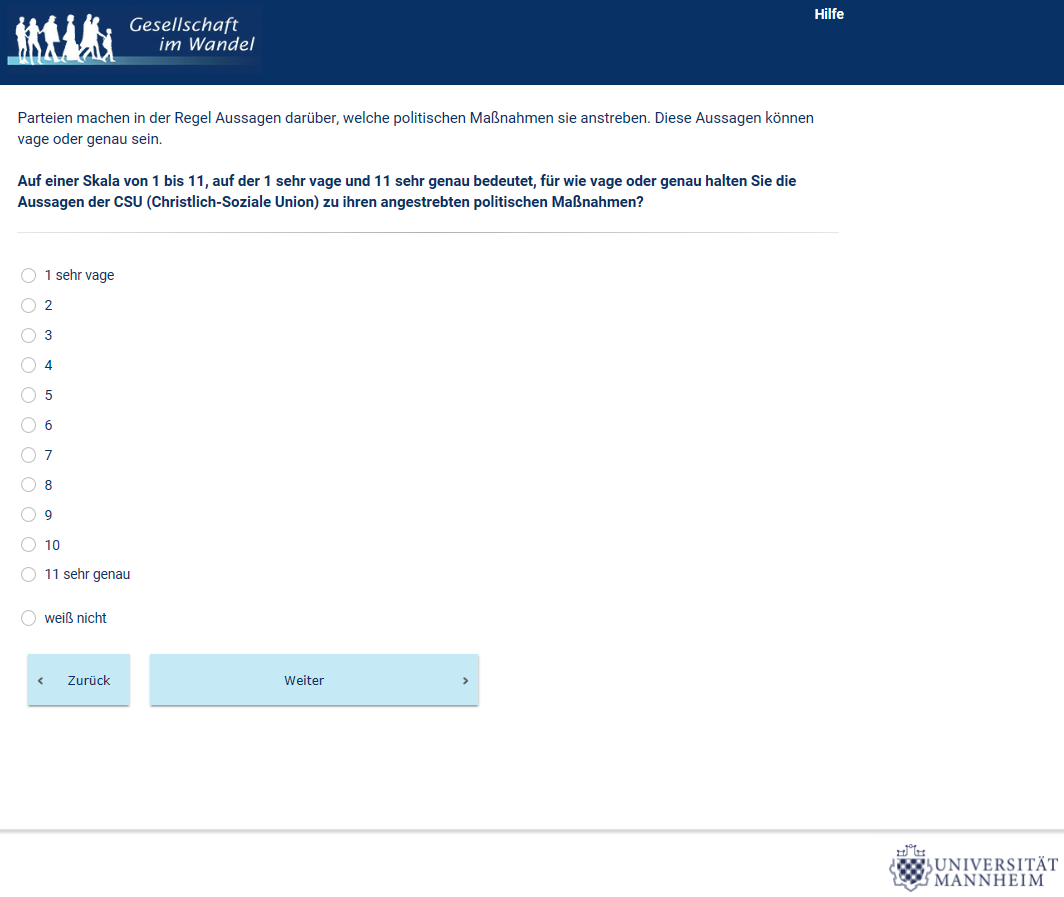 Gesellschaft
im Wandel
Hilfe
Parteien machen in der Regel Aussagen darüber, welche politischen Maßnahmen sie anstreben. Diese Aussagen können
vage oder genau sein.
Auf einer Skala von 1 bis 11, auf der 1 sehr vage und 11 sehr genau bedeutet, für wie vage oder genau halten Sie die
Aussagen der CSU (Christlich-Soziale Union) zu ihren angestrebten politischen Maßnahmen?
1 sehr vage
2
3
4
5
6
7
8
9
10
11 sehr genau
weiß nicht
‹ Zurück
Weiter ›
UNIVERSITÄT
MANNHEIM